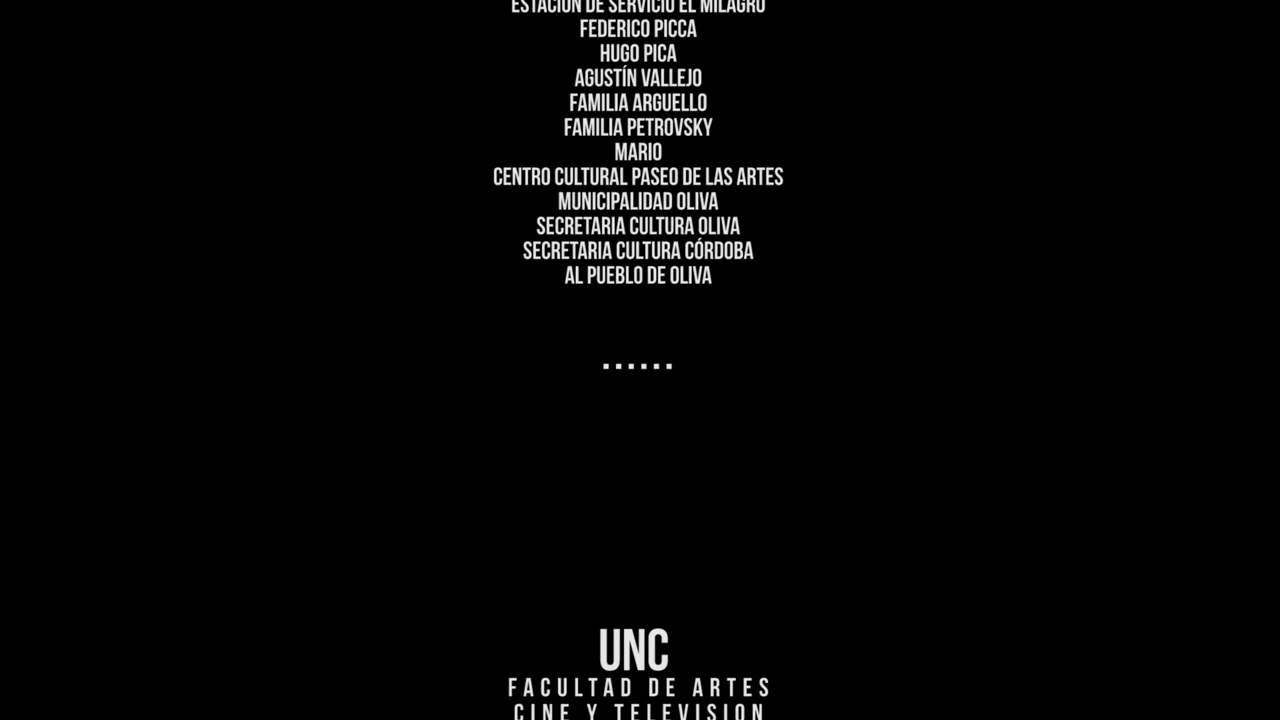 ESTACIÓN DE SERVICIO EL MILAGRO
FEDERICO PICCA
HUGO PICA
AGUSTÍN VALLEJO
FAMILIA ARGUELLO
FAMILIA PETROVSKY
MARIO
CENTRO CULTURAL PASEO DE LAS ARTES
MUNICIPALIDAD OLIVA
SECRETARIA CULTURA OLIVA
SECRETARIA CULTURA CÓRDOBA
AL PUEBLO DE OLIVA
......
UNC
FACULTAD DE ARTES
CINE Y TELEVISION